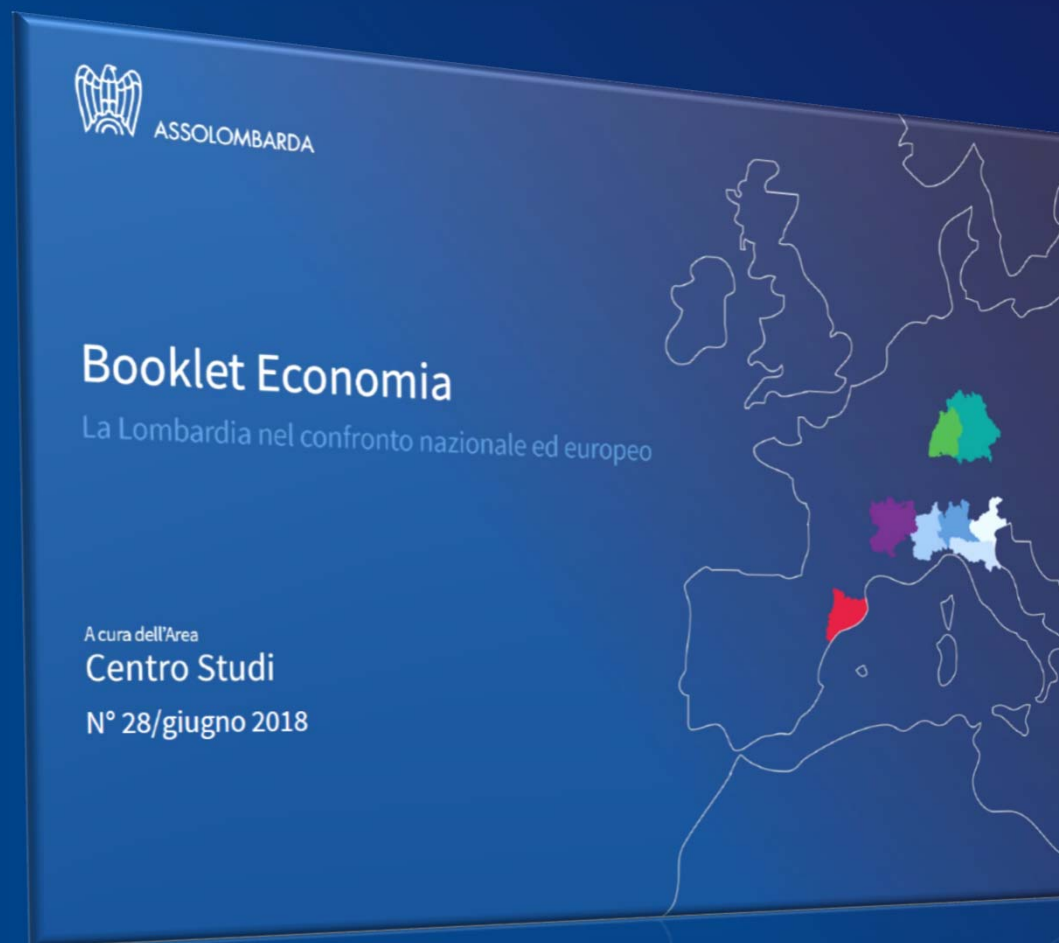 ASSOLOMBARDA
Booklet Economia
La Lombardia nel confronto nazionale ed europeo
A cura dell'Area
Centro Studi
N° 28/giugno 2018